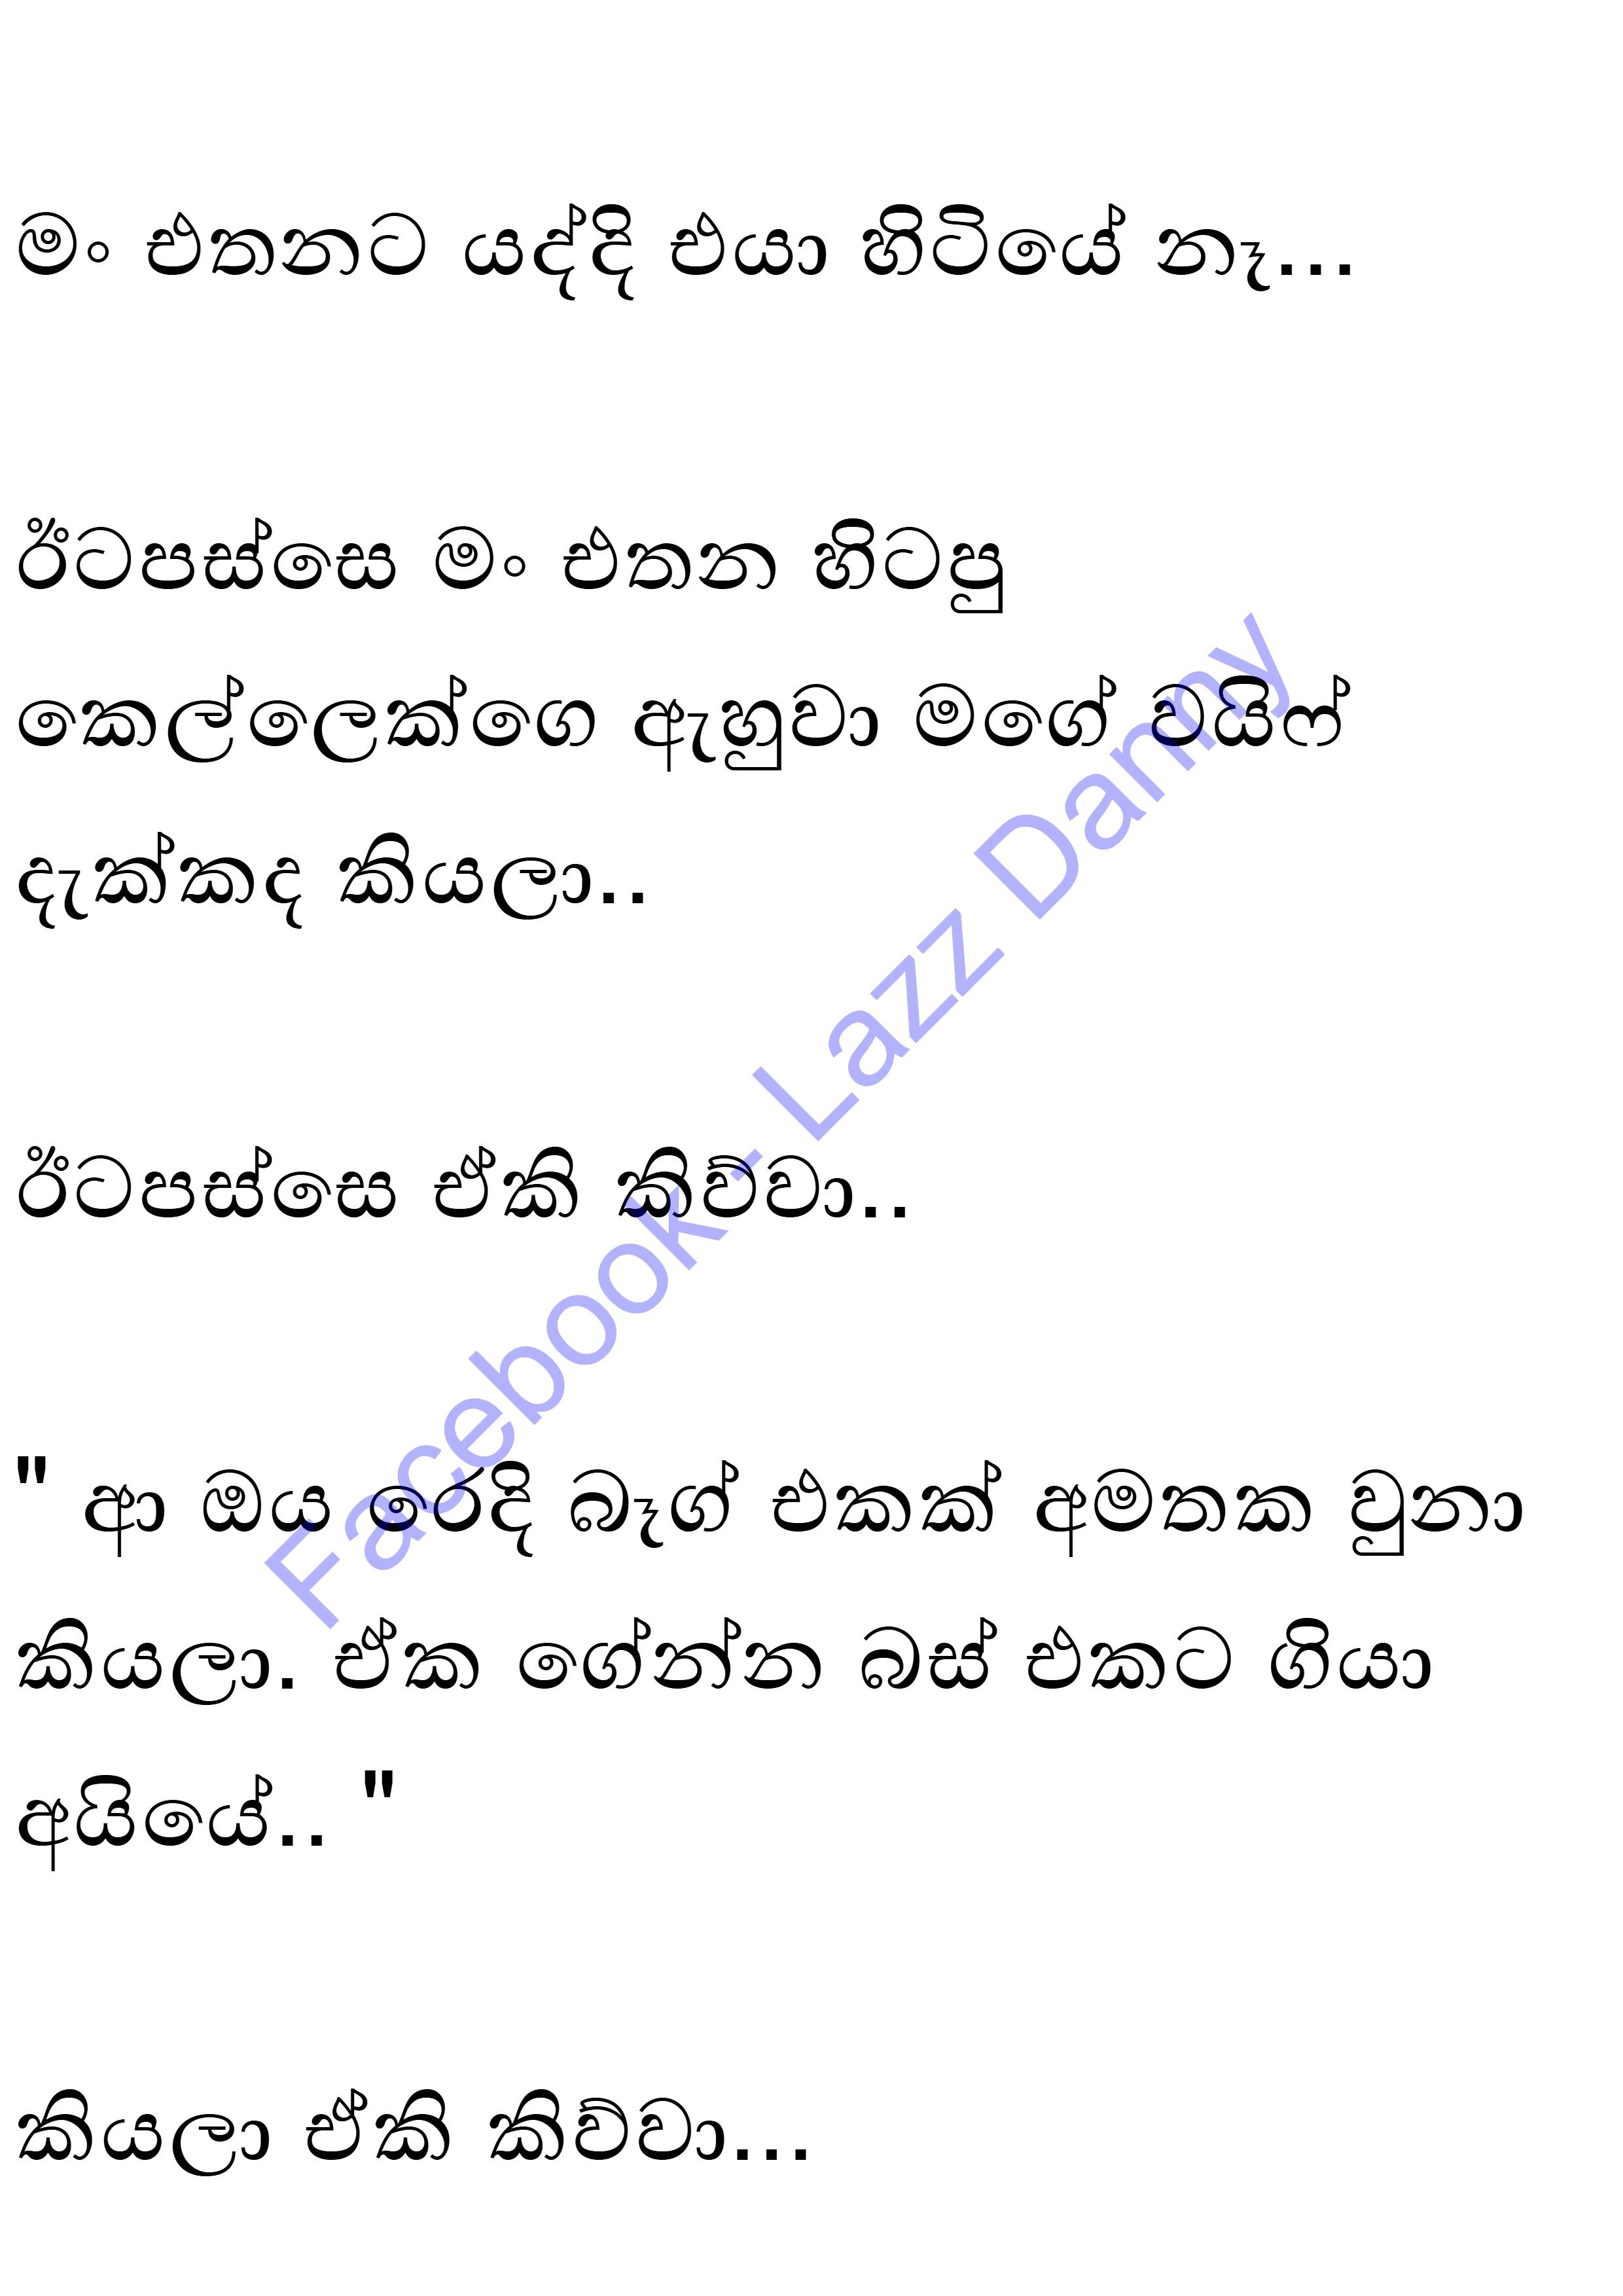 මං එතනට යද්දි එයා හිටියේ නෑ...
ඊටපස්සෙ මං එතන හිටපු
කෙල්ලෙක්ගෙ ඇහුවා මගේ වයිෆ්
දැක්කද කියලා..
ඊටපස්සෙ ඒකි කිව්වා..
" ආ ඔය රෙදි බෑග් එකක් අමතක වුනා
කියලා. ඒක ගේන්න බස් එකට ගියා
අයියේ.. "
කියලා ඒකි කිව්වා...
Facebook - Lazz Danny